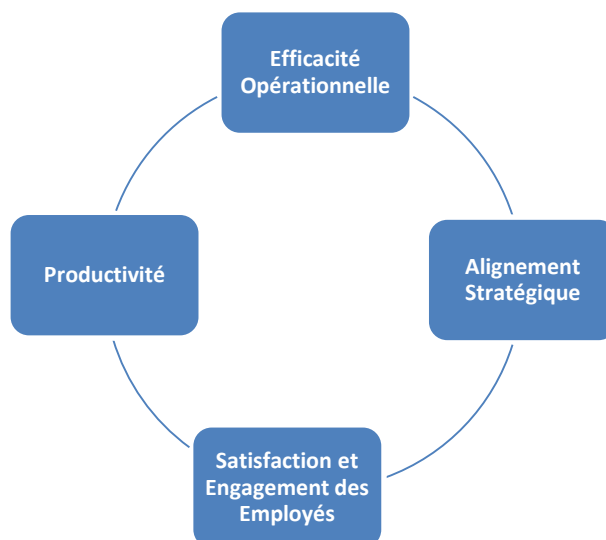 Efficacité
Opérationnelle
Productivité
Alignement
Stratégique
Satisfaction et
Engagement des
Employés